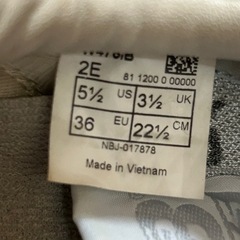 2E
81 1200 0 00000
5½ US 3½ UK
36 EU 22½ CM
NBJ-017878
Made in Vietnam